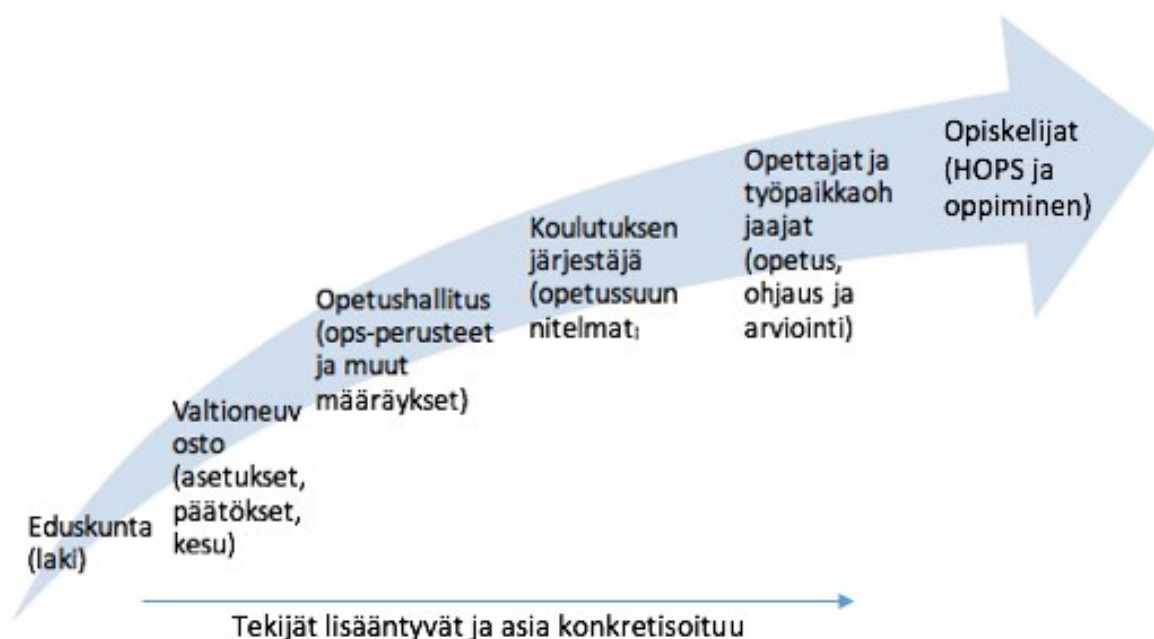 Eduskunta
(laki)
Valtioneuv
osto
(asetukset,
päätökset,
kesu)
Opetushallitus
(ops-perusteet
ja muut
määräykset)
Koulutuksen
järjestäjä
(opetussuun
nitelmat)
Opettajat ja
työpaikkaoh
jaajat
(opetus,
ohjaus ja
arviointi)
Opiskelijat
(HOPS ja
oppiminen)
Tekijät lisääntyvät ja asia konkretisoituu